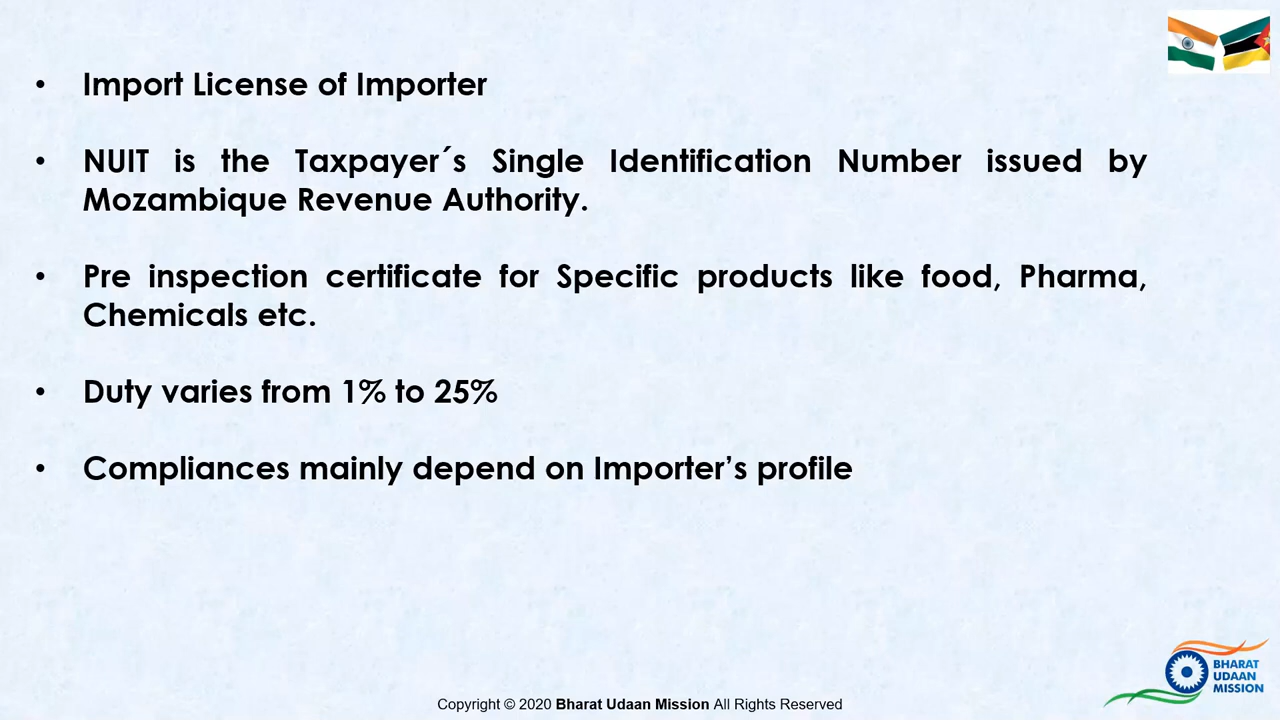 • Import License of Importer
• NUIT is the Taxpayer´s Single Identification Number issued by
Mozambique Revenue Authority.
• Pre inspection certificate for Specific products like food, Pharma,
Chemicals etc.
• Duty varies from 1% to 25%
• Compliances mainly depend on Importer’s profile
BHARAT
UDAAN
MISSION
Copyright © 2020 Bharat Udaan Mission All Rights Reserved